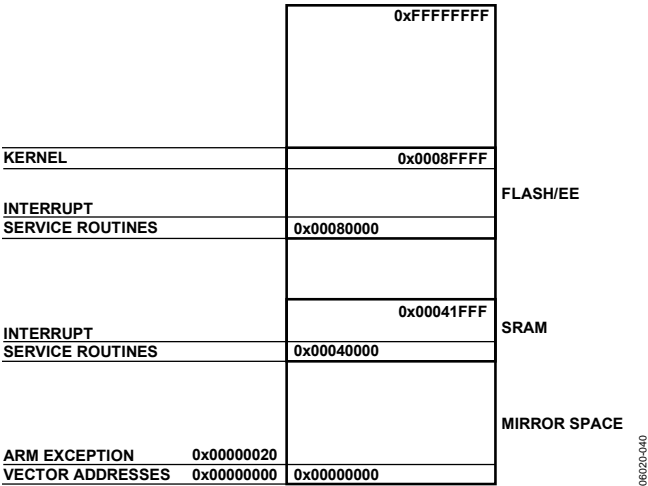 0xFFFFFFFF
KERNEL 0x0008FFFF
FLASH/EE
INTERRUPT
SERVICE ROUTINES 0x00080000
0x00041FFF
SRAM
INTERRUPT
SERVICE ROUTINES 0x00040000
MIRROR SPACE
ARM EXCEPTION 0x00000020
VECTOR ADDRESSES 0x00000000 0x00000000
06020-040